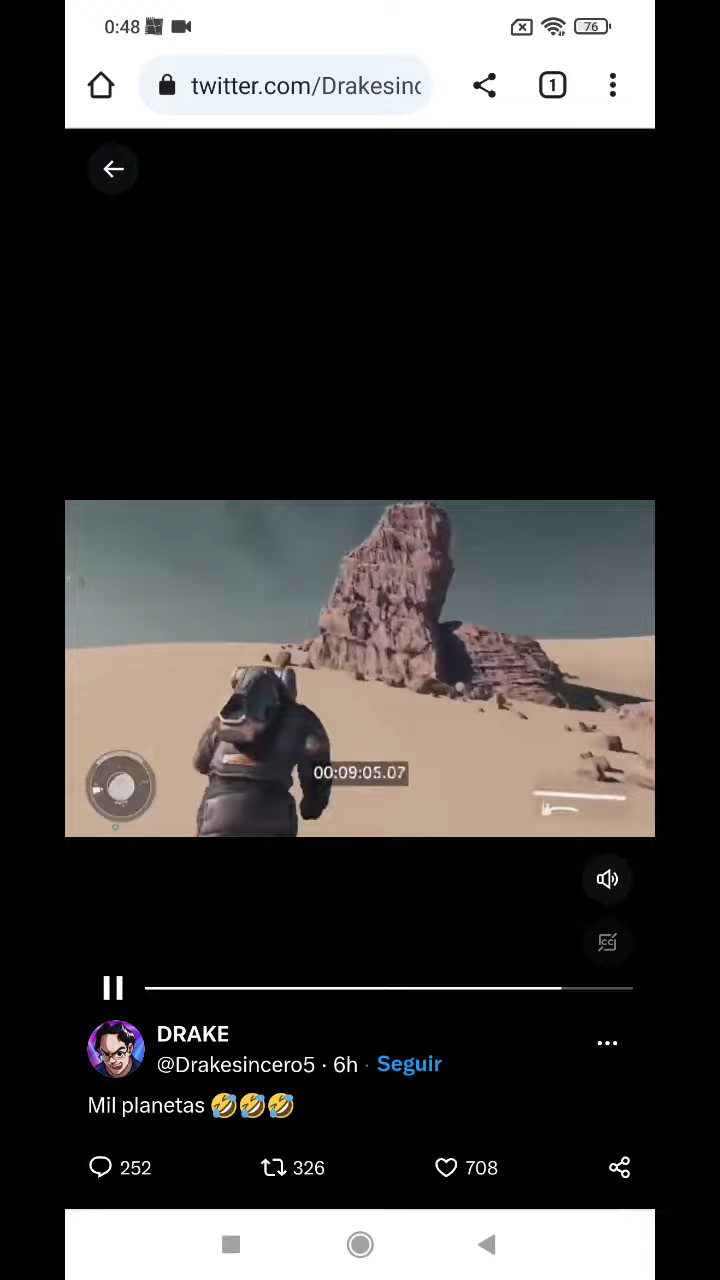 0:48
76
twitter.com/Drakesinc
1
00:09:05.07
CC
DRAKE
@Drakesincero5 · 6h · Seguir
Mil planetas 🤣🤣🤣
252 326 708